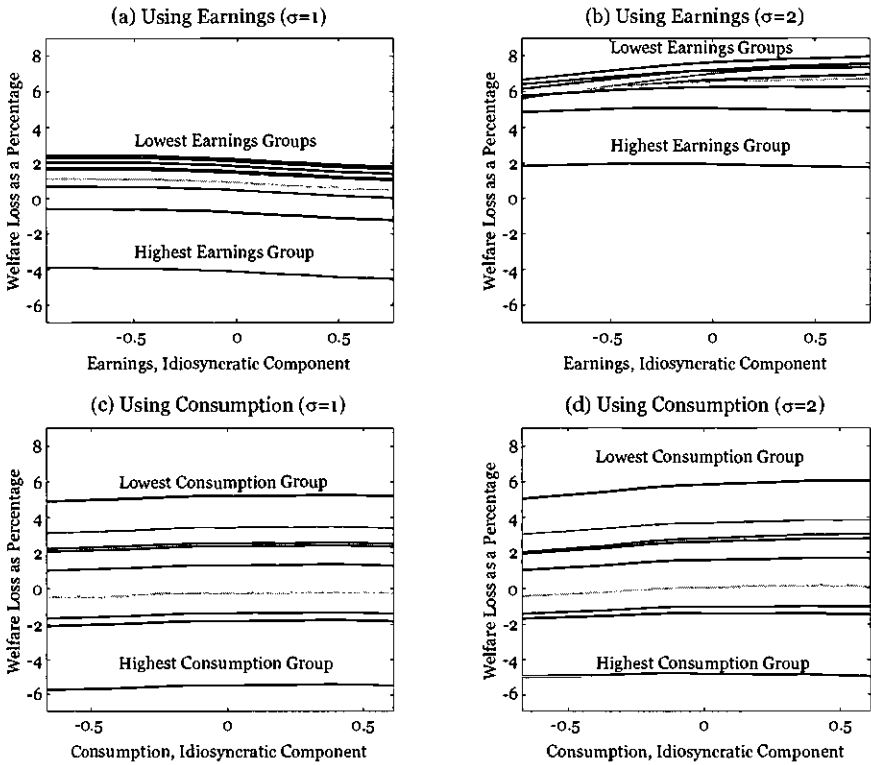 (a) Using Earnings (σ=1)
Welfare Loss as a Percentage
8
6
4
2
0
-2
-4
-6
Lowest Earnings Groups
Highest Earnings Group
-0.5
0
0.5
Earnings, Idiosyncratic Component
(b) Using Earnings (σ=2)
Welfare Loss as a Percentage
8
6
4
2
0
-2
-4
-6
Lowest Earnings Groups
Highest Earnings Group
-0.5
0
0.5
Earnings, Idiosyncratic Component
(c) Using Consumption (σ=1)
Welfare Loss as Percentage
8
6
4
2
0
-2
-4
-6
Lowest Consumption Group
Highest Consumption Group
-0.5
0
0.5
Consumption, Idiosyncratic Component
(d) Using Consumption (σ=2)
Welfare Loss as a Percentage
8
6
4
2
0
-2
-4
-6
Lowest Consumption Group
Highest Consumption Group
-0.5
0
0.5
Consumption, Idiosyncratic Component